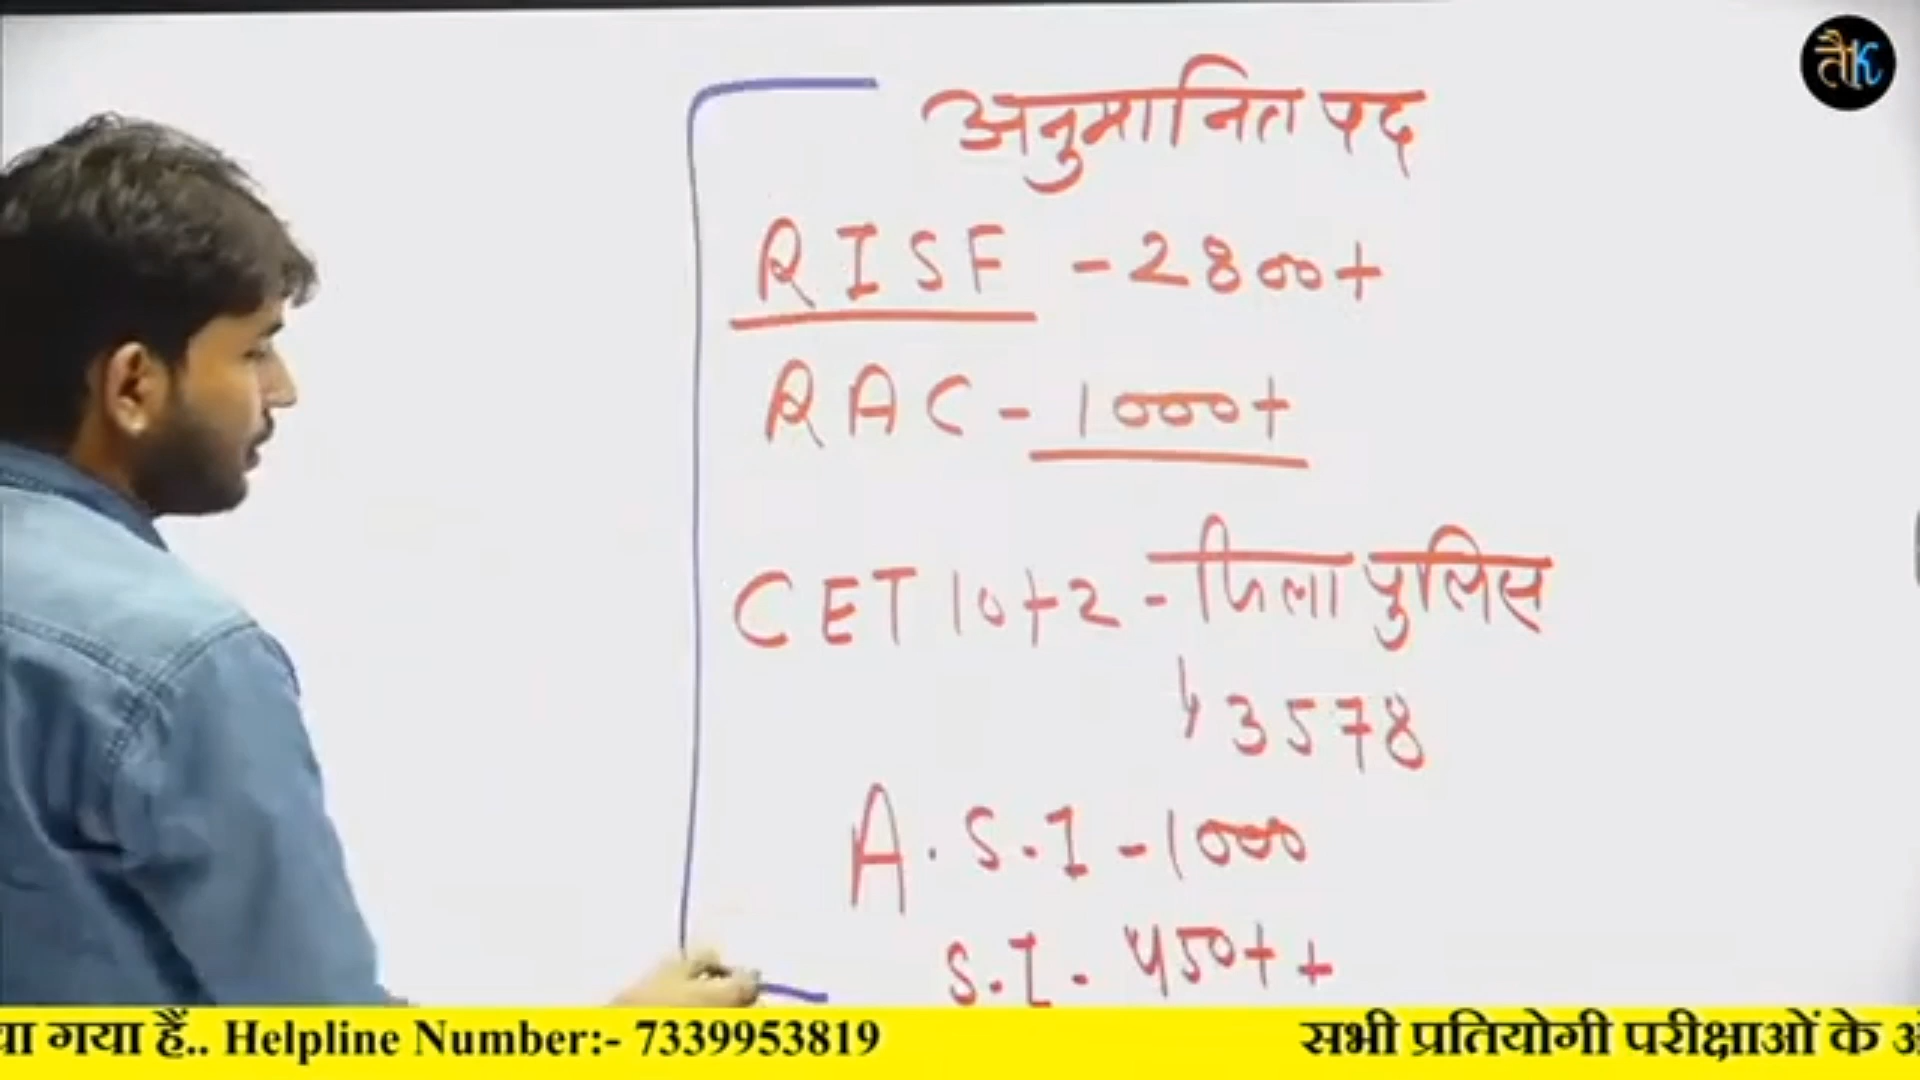 तैK
अनुमानित पद
RISF - 2800+
RAC - 1000+
CET 10+2 - जिला पुलिस
3578
A.S.I - 1000
S.I - 450++
या गया हैं.. Helpline Number:- 7339953819
सभी प्रतियोगी परीक्षाओं के